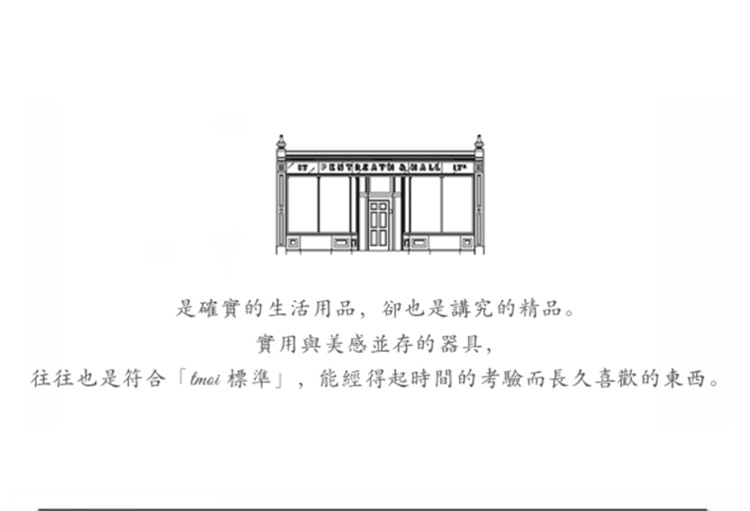 17 PENTREATH & HALL LTD
是確實的生活用品，卻也是講究的精品。
實用與美感並存的器具，
往往也是符合「tmoi 標準」，能經得起時間的考驗而長久喜歡的東西。